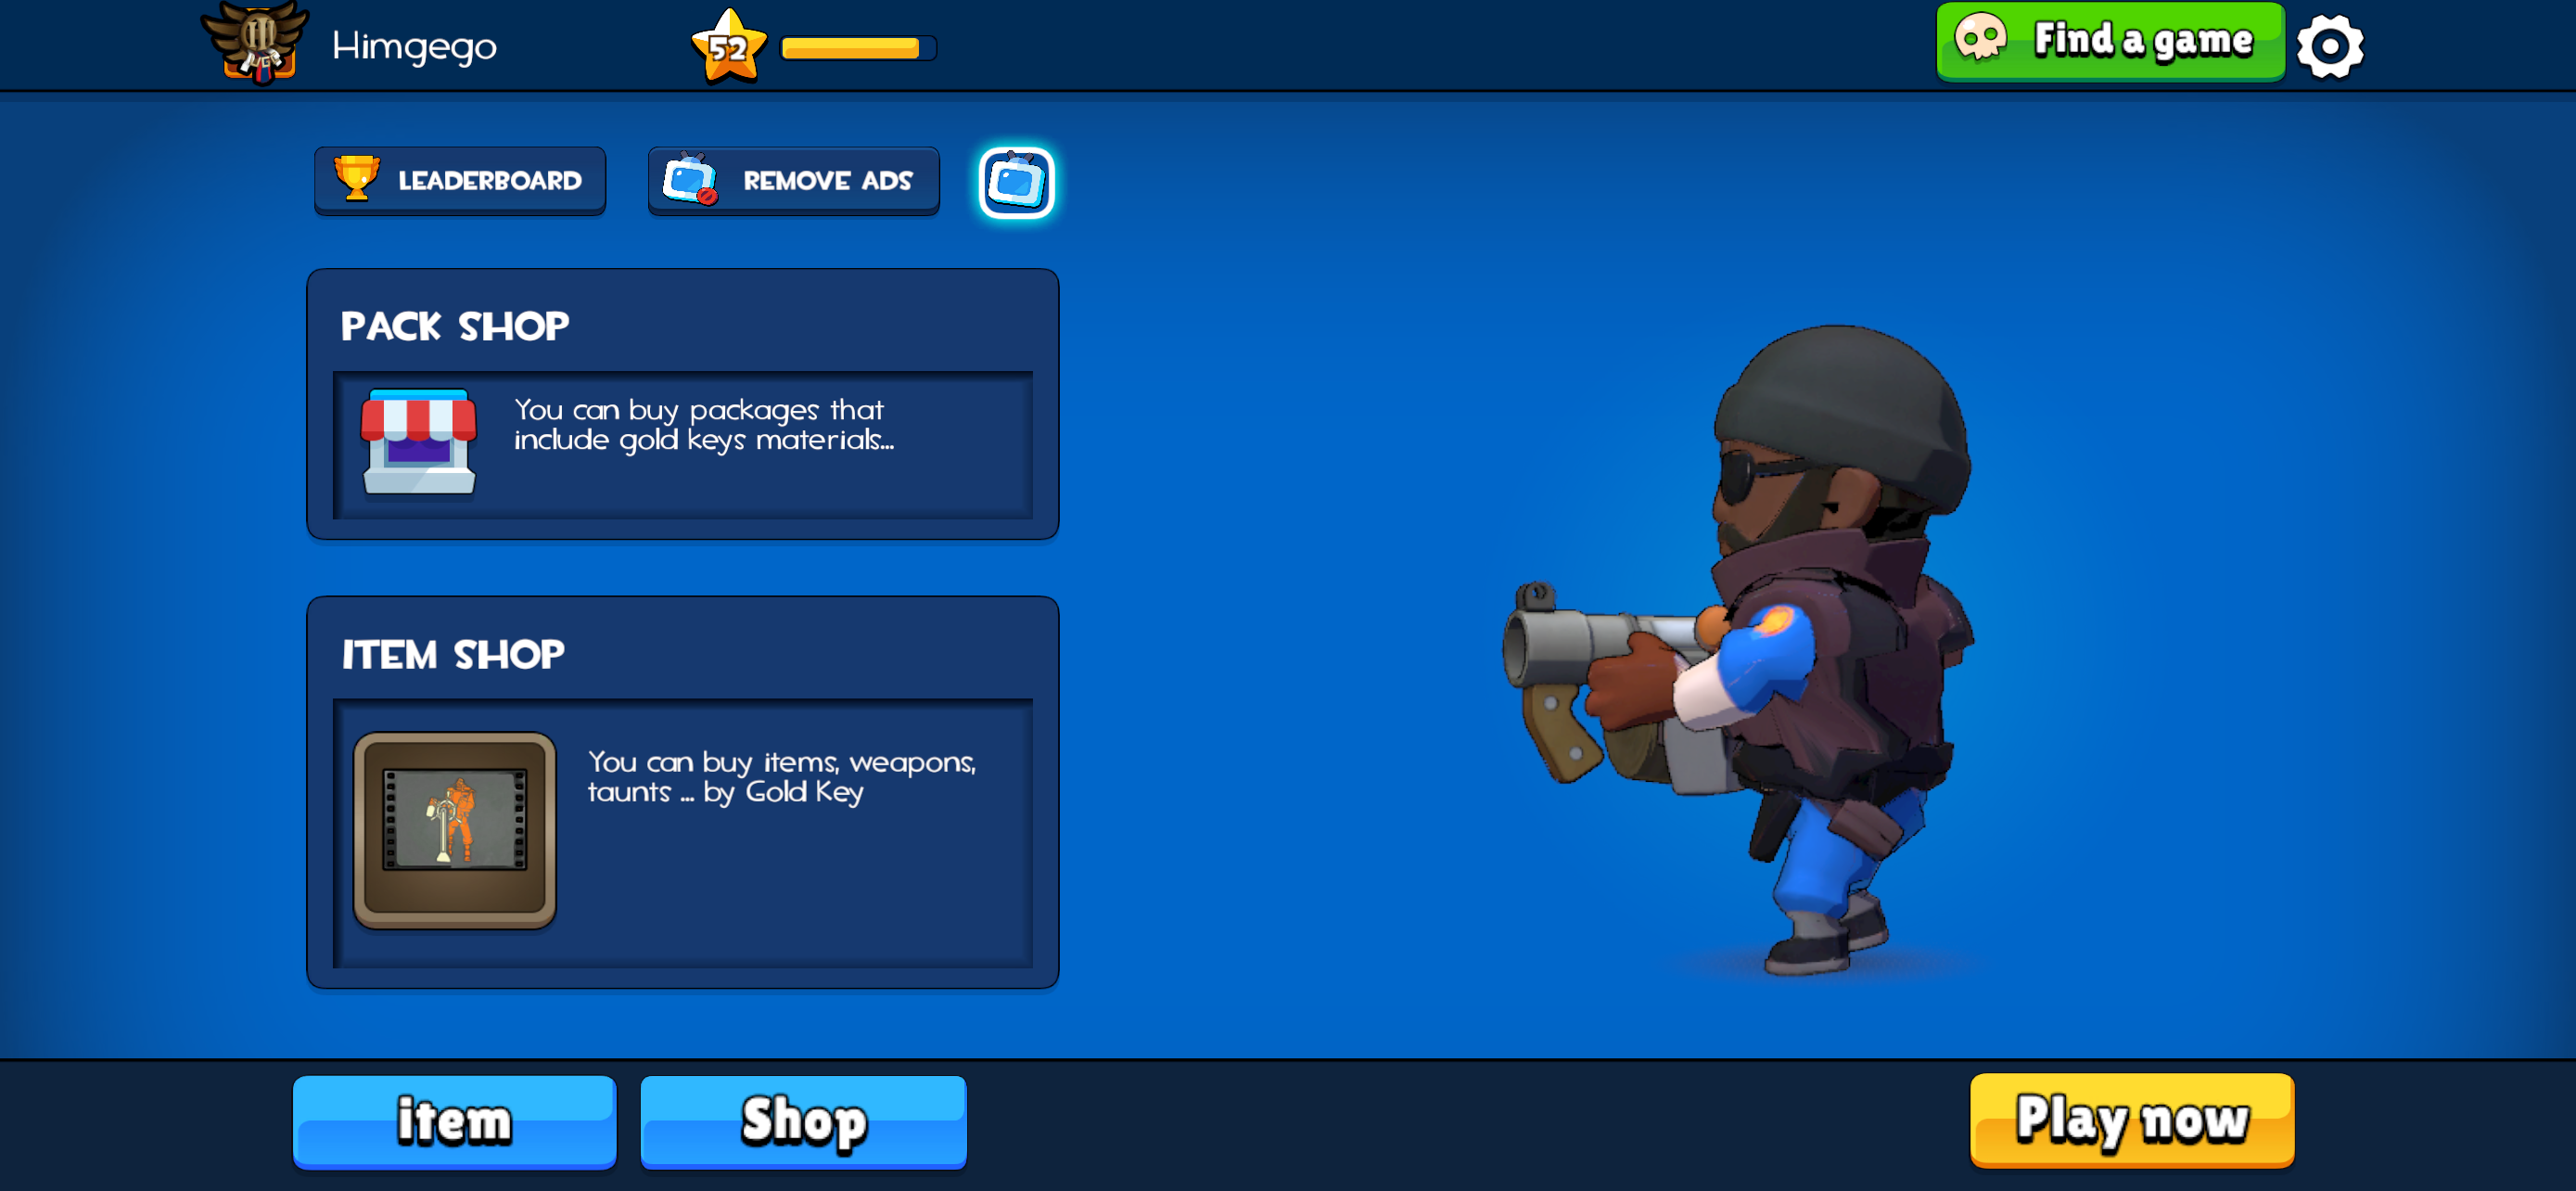 Himgego
52
Find a game
LEADERBOARD
REMOVE ADS
PACK SHOP
You can buy packages that
include gold keys materials...
ITEM SHOP
You can buy items, weapons,
taunts ... by Gold Key
item
Shop
Play now